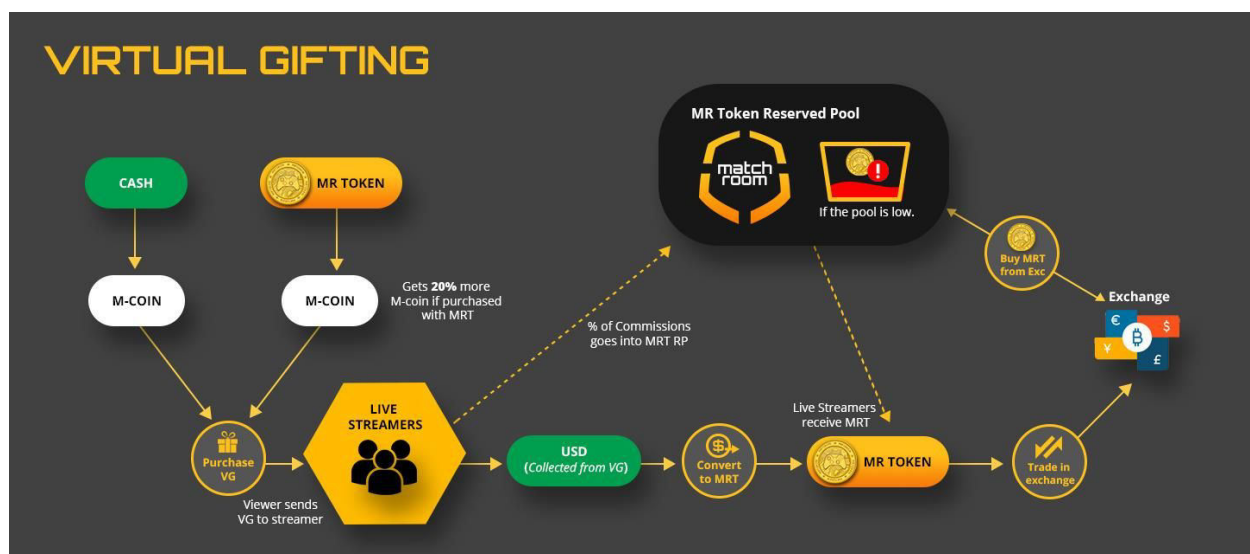 VIRTUAL GIFTING
MR Token Reserved Pool
match
room
!
If the pool is low.
CASH
MR TOKEN
M-COIN
M-COIN
Gets 20% more
M-coin if purchased
with MRT
% of Commissions
goes into MRT RP
Buy MRT
from Exc
Exchange
€
$
B
¥
£
Purchase
VG
Viewer sends
VG to streamer
LIVE
STREAMERS
USD
(Collected from VG)
$
Convert
to MRT
Live Streamers
receive MRT
MR TOKEN
Trade in
exchange